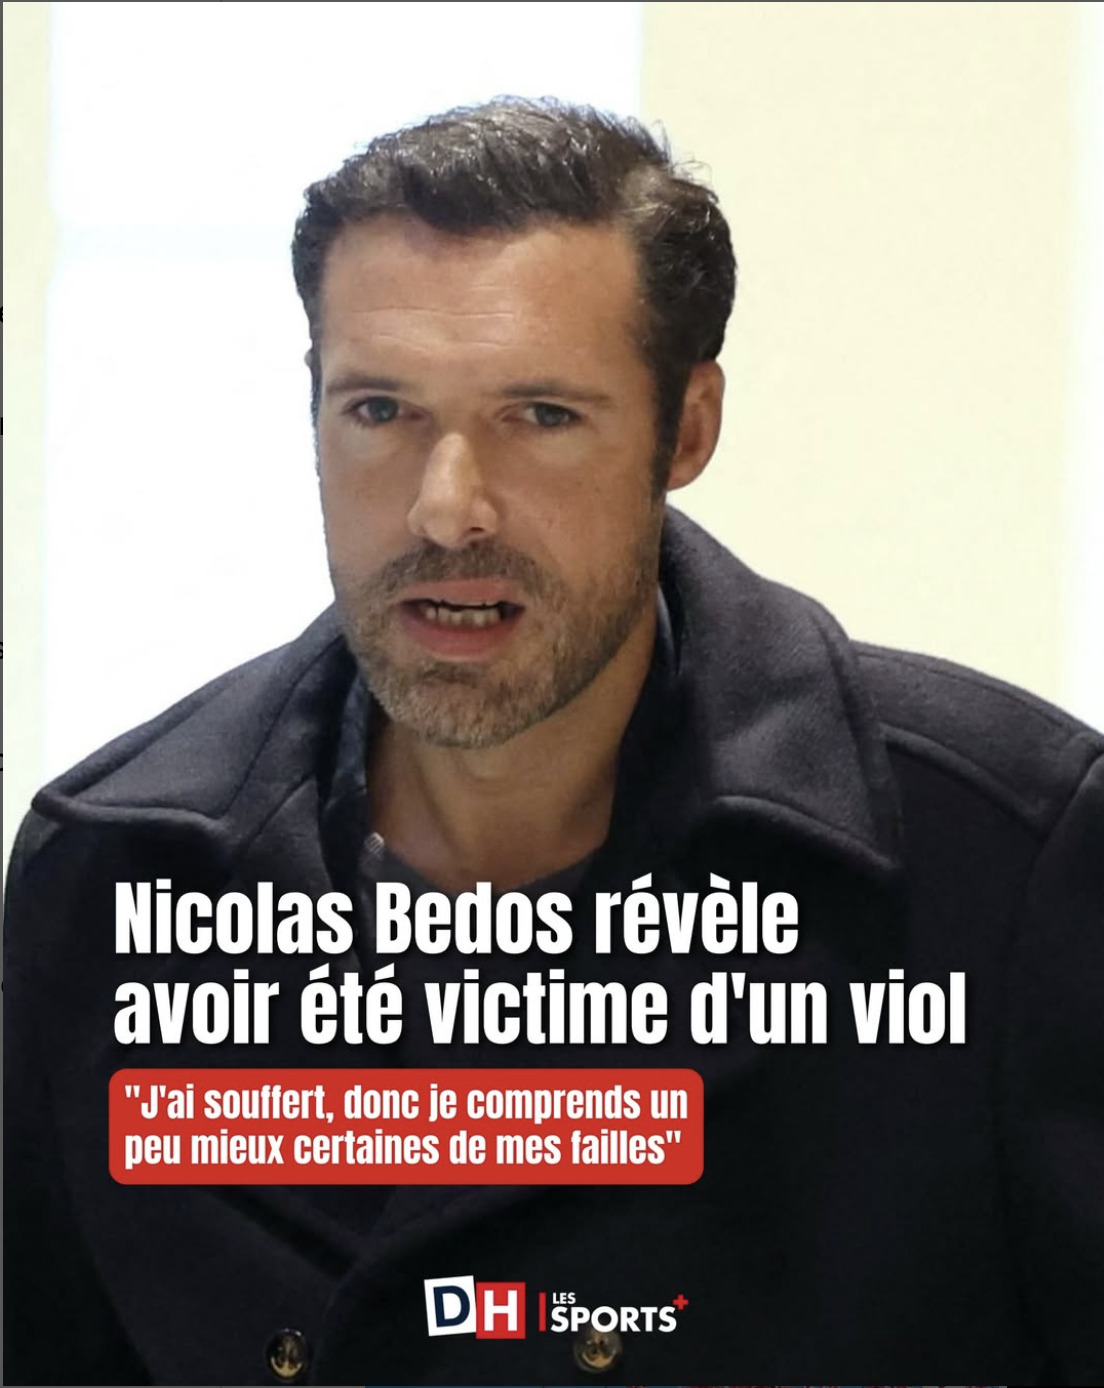 Nicolas Bedos révèle
avoir été victime d'un viol
"J'ai souffert, donc je comprends un
peu mieux certaines de mes failles"
DH LES
SPORTS+